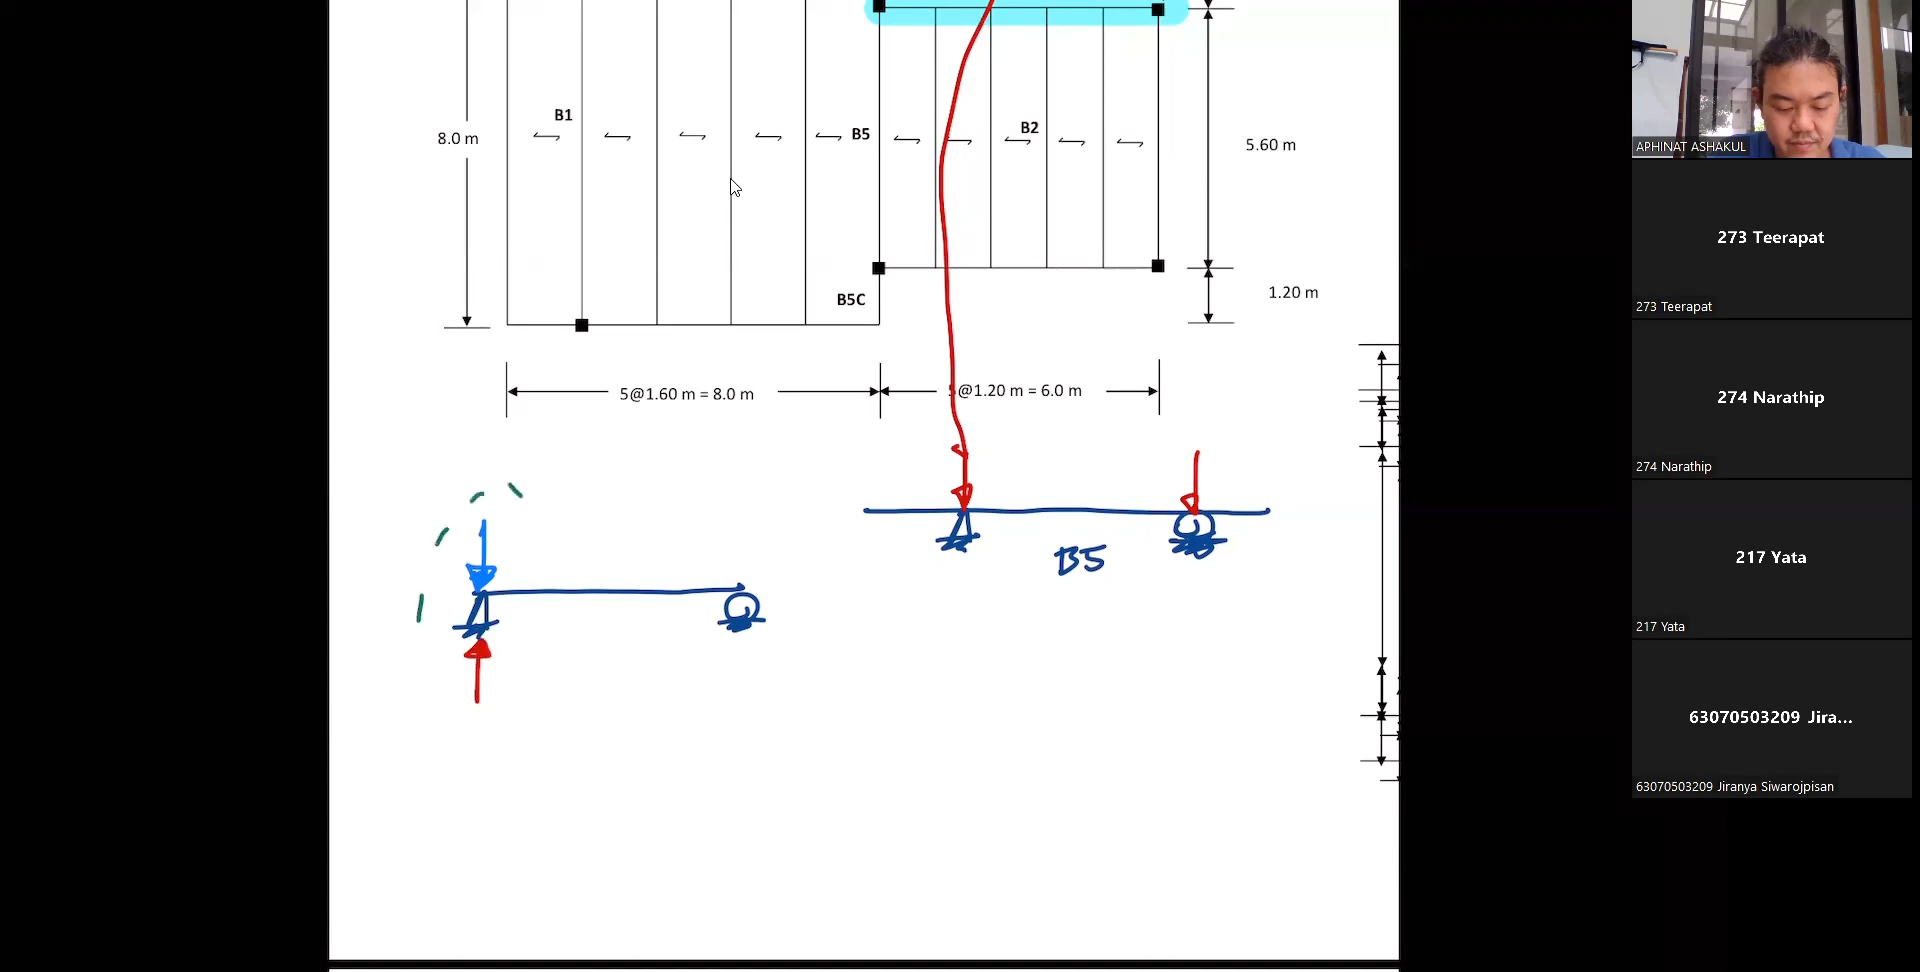 B1
8.0 m
B5
B2
5.60 m
B5C
1.20 m
5@1.60 m = 8.0 m
@1.20 m = 6.0 m
B5
APHINAT ASHAKUL
273 Teerapat
273 Teerapat
274 Narathip
274 Narathip
217 Yata
217 Yata
63070503209 Jira...
63070503209 Jiranya Siwarojpisan